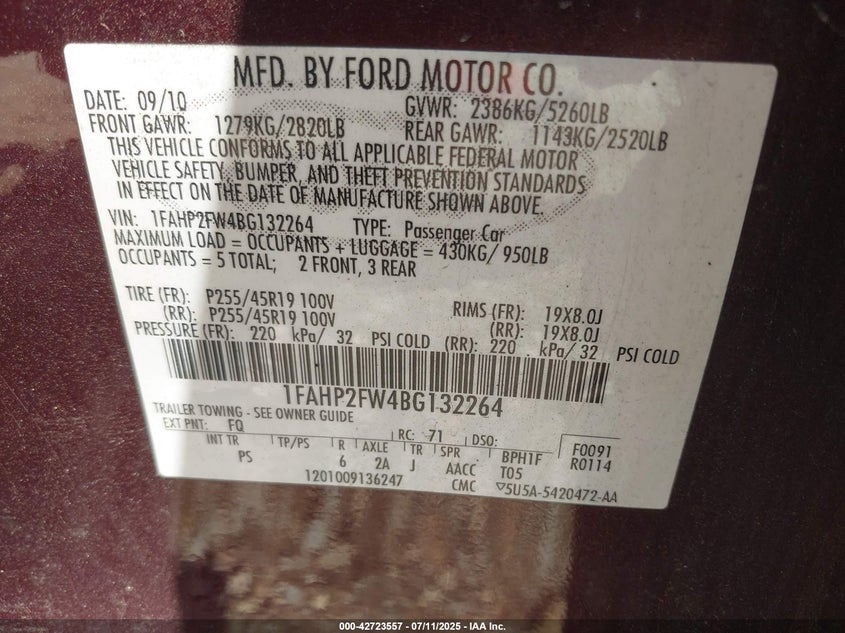 MFD. BY FORD MOTOR CO.
DATE: 09/10 GVWR: 2386KG/5260LB
FRONT GAWR: 1279KG/2820LB REAR GAWR: 1143KG/2520LB
THIS VEHICLE CONFORMS TO ALL APPLICABLE FEDERAL MOTOR
VEHICLE SAFETY, BUMPER, AND THEFT PREVENTION STANDARDS
IN EFFECT ON THE DATE OF MANUFACTURE SHOWN ABOVE.
VIN: 1FAHP2FW4BG132264 TYPE: Passenger Car
MAXIMUM LOAD = OCCUPANTS + LUGGAGE = 430KG/ 950LB
OCCUPANTS = 5 TOTAL; 2 FRONT, 3 REAR
TIRE (FR): P255/45R19 100V RIMS (FR): 19X8.0J
(RR): P255/45R19 100V (RR): 19X8.0J
PRESSURE (FR): 220 kPa/ 32 PSI COLD (RR): 220 kPa/ 32 PSI COLD
1FAHP2FW4BG132264
TRAILER TOWING - SEE OWNER GUIDE
EXT PNT: FQ RC: 71 DSO: F0091
INT TR TP/PS R AXLE TR SPR BPH1F R0114
PS 6 2A J AACC T05
1201009136247 CMC 5U5A-5420472-AA
000-42723557 - 07/11/2025 - IAA Inc.